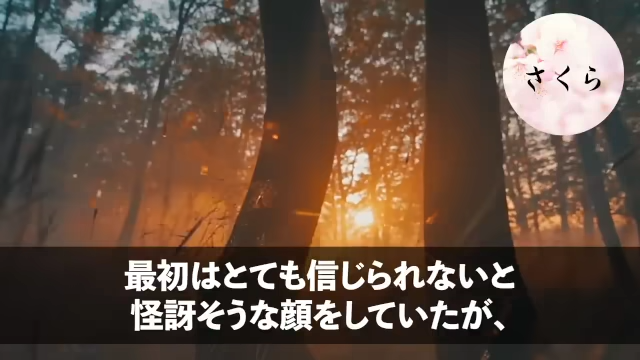 さくら
最初はとても信じられないと
怪訝そうな顔をしていたが、